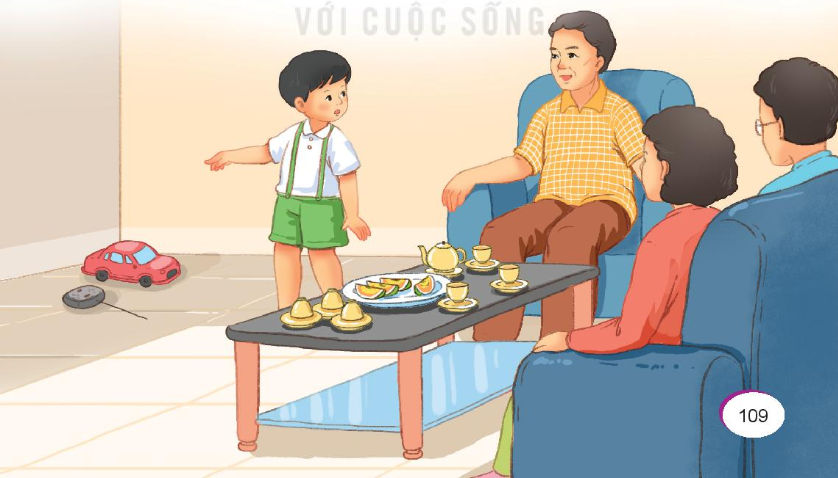 VỚI CUỘC SỐNG
109